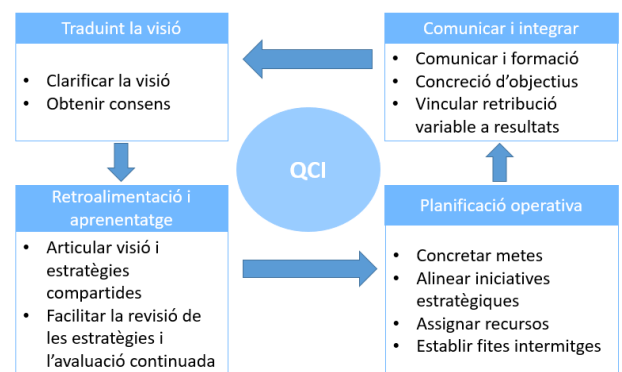 Traduint la visió
• Clarificar la visió
• Obtenir consens
Comunicar i integrar
• Comunicar i formació
• Concreció d'objectius
• Vincular retribució
variable a resultats
QCI
Retroalimentació i
aprenentatge
• Articular visió i
estratègies
compartides
• Facilitar la revisió de
les estratègies i
l'avaluació continuada
Planificació operativa
• Concretar metes
• Alinear iniciatives
estratègiques
• Assignar recursos
• Establir fites intermitges